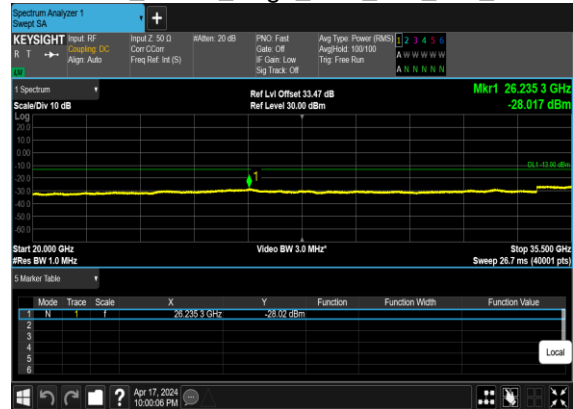 Spectrum Analyzer 1
Swept SA
+
KEYSIGHT Input: RF Input Z: 50 Ω #Atten: 20 dB PNO: Fast Avg Type: Power (RMS) 1 2 3 4 5 6
R T Coupling: DC Corr CCorr Gate: Off Avg|Hold: 100/100 A W W W W W
Align: Auto Freq Ref: Int (S) IF Gain: Low Trig: Free Run
Sig Track: Off A N N N N N
1 Spectrum Ref Lvl Offset 33.47 dB Mkr1 26.235 3 GHz
Scale/Div 10 dB Ref Level 30.00 dBm -28.017 dBm
Log
20.0
10.0
0.00
-10.0 DL1 -13.00 dBm
-20.0 1
-30.0
-40.0
-50.0
-60.0
Start 20.000 GHz Video BW 3.0 MHz* Stop 35.500 GHz
#Res BW 1.0 MHz Sweep 26.7 ms (40001 pts)
5 Marker Table
Mode Trace Scale X Y Function Function Width Function Value
1 N 1 f 26.235 3 GHz -28.02 dBm
2
3
4
5
6
Local
? Apr 17, 2024
10:00:06 PM